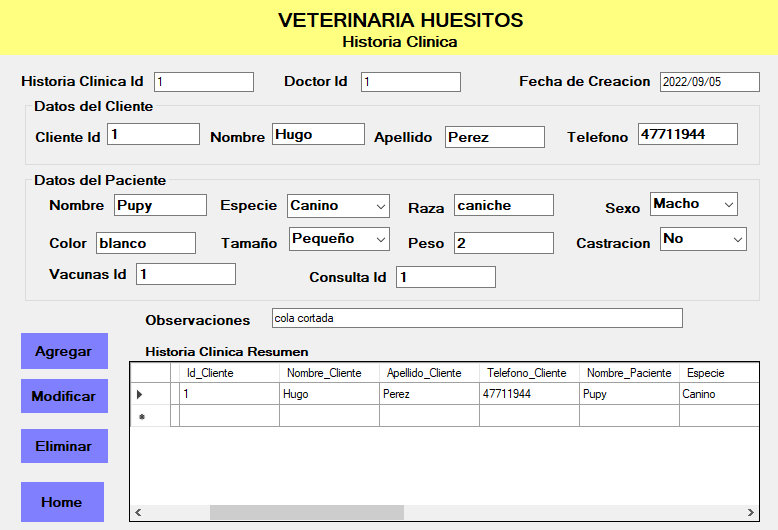 VETERINARIA HUESITOS
Historia Clinica
Historia Clinica Id 1 Doctor Id 1 Fecha de Creacion 2022/09/05
Datos del Cliente
Cliente Id 1 Nombre Hugo Apellido Perez Telefono 47711944
Datos del Paciente
Nombre Pupy Especie Canino Raza caniche Sexo Macho
Color blanco Tamaño Pequeño Peso 2 Castracion No
Vacunas Id 1 Consulta Id 1
Observaciones cola cortada
Agregar
Modificar
Eliminar
Home
Historia Clinica Resumen
Id_Cliente Nombre_Cliente Apellido_Cliente Telefono_Cliente Nombre_Paciente Especie
1 Hugo Perez 47711944 Pupy Canino